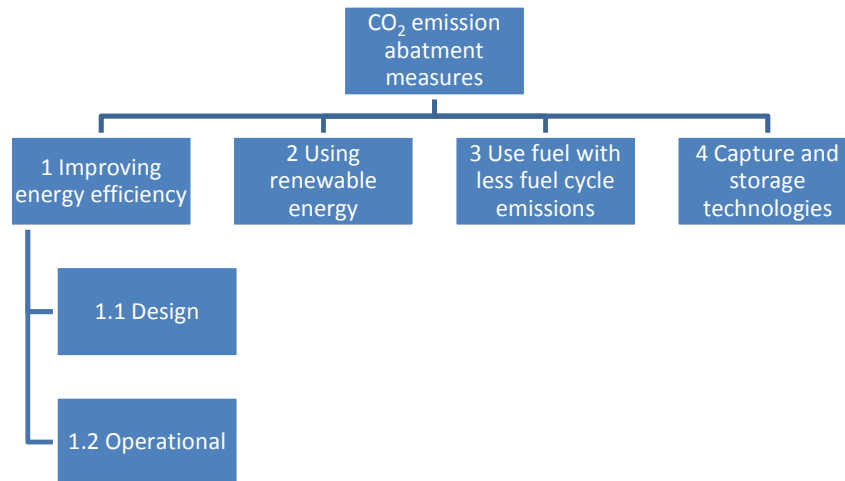 CO₂ emission
abatment
measures
1 Improving
energy efficiency
2 Using
renewable
energy
3 Use fuel with
less fuel cycle
emissions
4 Capture and
storage
technologies
1.1 Design
1.2 Operational